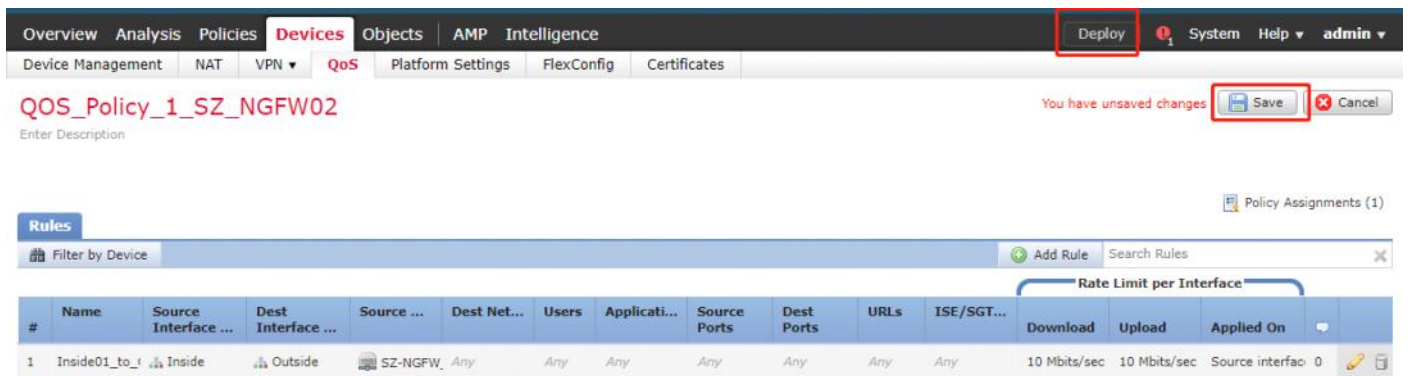 Overview Analysis Policies Devices Objects AMP Intelligence Deploy 1 System Help admin
Device Management NAT VPN QoS Platform Settings FlexConfig Certificates
QOS_Policy_1_SZ_NGFW02
You have unsaved changes Save Cancel
Enter Description
Policy Assignments (1)
Rules
Filter by Device Add Rule Search Rules
Rate Limit per Interface
# Name Source Interface ... Dest Interface ... Source ... Dest Net... Users Applicati... Source Ports Dest Ports URLs ISE/SGT... Download Upload Applied On
1 Inside01_to_ Inside Outside SZ-NGFW_ Any Any Any Any Any Any Any 10 Mbits/sec 10 Mbits/sec Source interfac 0